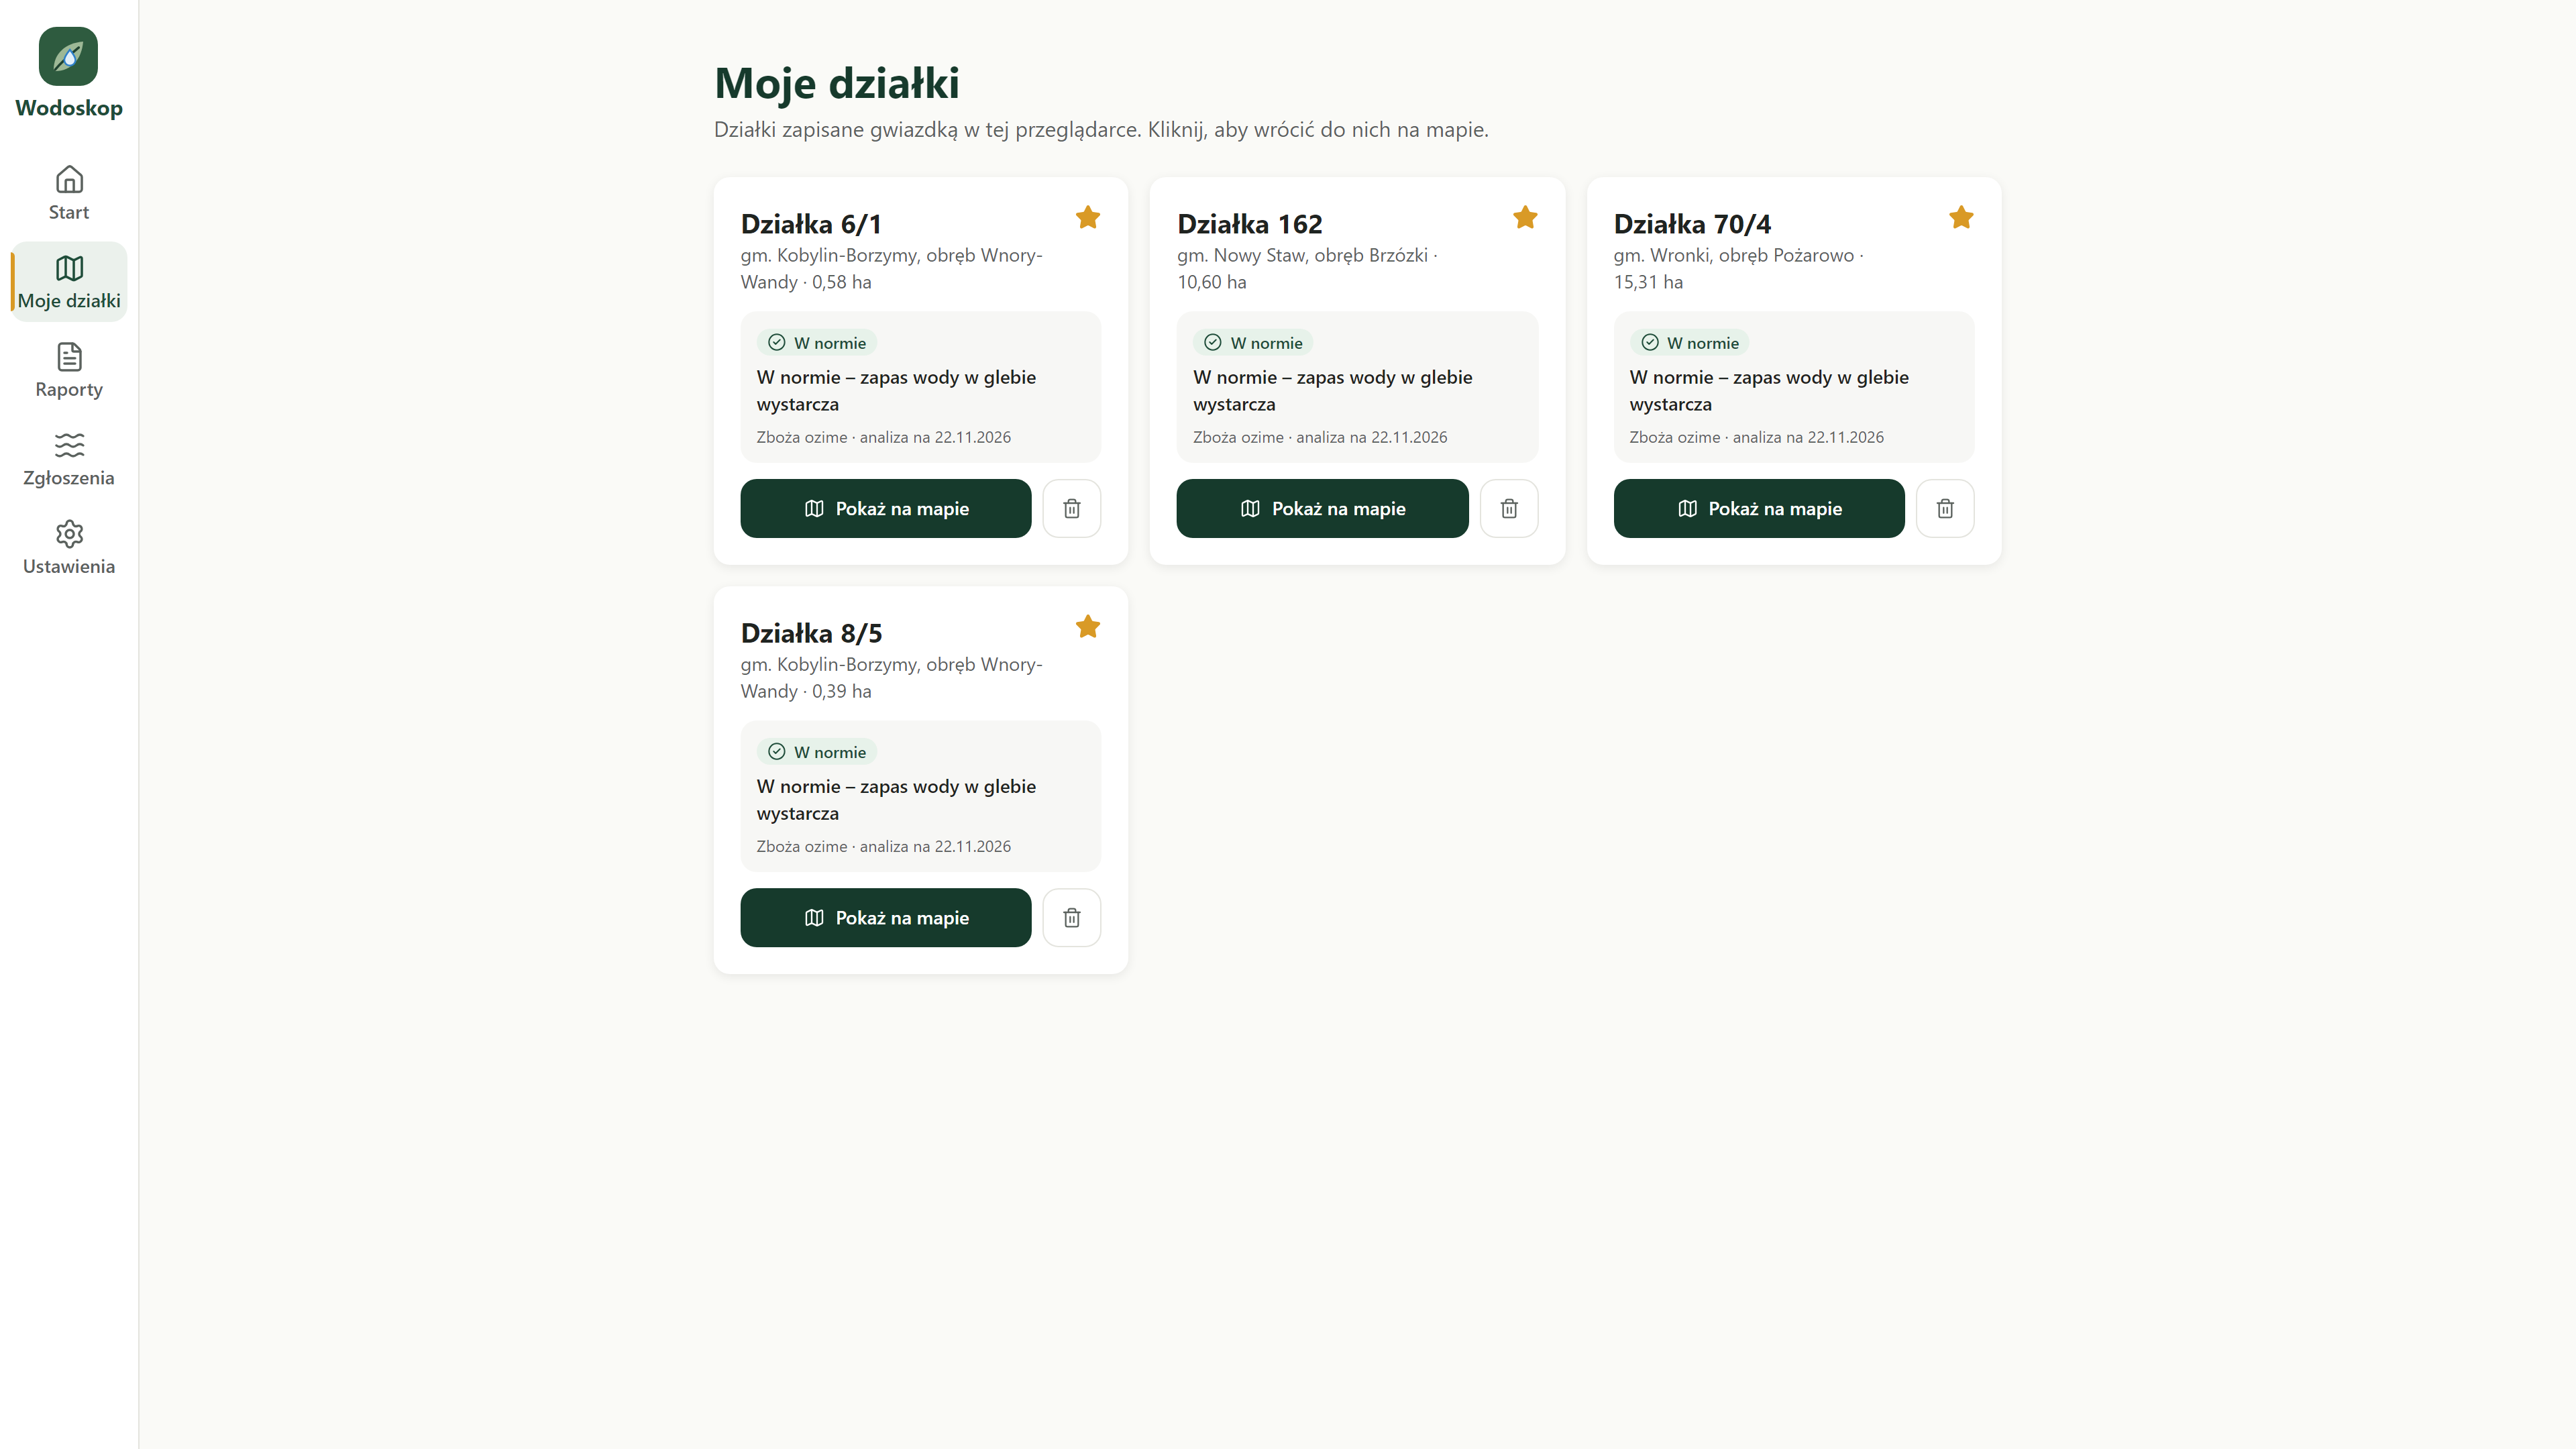 Wodoskop
Start
Moje działki
Raporty
Zgłoszenia
Ustawienia
Moje działki
Działki zapisane gwiazdką w tej przeglądarce. Kliknij, aby wrócić do nich na mapie.
Działka 6/1
gm. Kobylin-Borzymy, obręb Wnory-
Wandy · 0,58 ha
W normie
W normie – zapas wody w glebie
wystarcza
Zboża ozime · analiza na 22.11.2026
Pokaż na mapie
Działka 162
gm. Nowy Staw, obręb Brzózki ·
10,60 ha
W normie
W normie – zapas wody w glebie
wystarcza
Zboża ozime · analiza na 22.11.2026
Pokaż na mapie
Działka 70/4
gm. Wronki, obręb Pożarowo ·
15,31 ha
W normie
W normie – zapas wody w glebie
wystarcza
Zboża ozime · analiza na 22.11.2026
Pokaż na mapie
Działka 8/5
gm. Kobylin-Borzymy, obręb Wnory-
Wandy · 0,39 ha
W normie
W normie – zapas wody w glebie
wystarcza
Zboża ozime · analiza na 22.11.2026
Pokaż na mapie